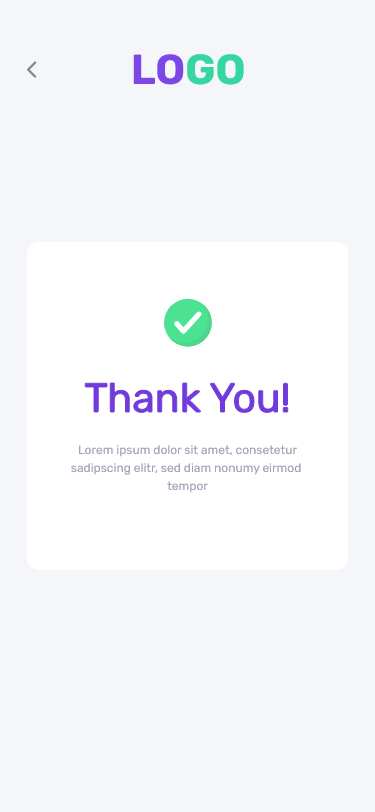 LOGO
Thank You!
Lorem ipsum dolor sit amet, consetetur
sadipscing elitr, sed diam nonumy eirmod
tempor